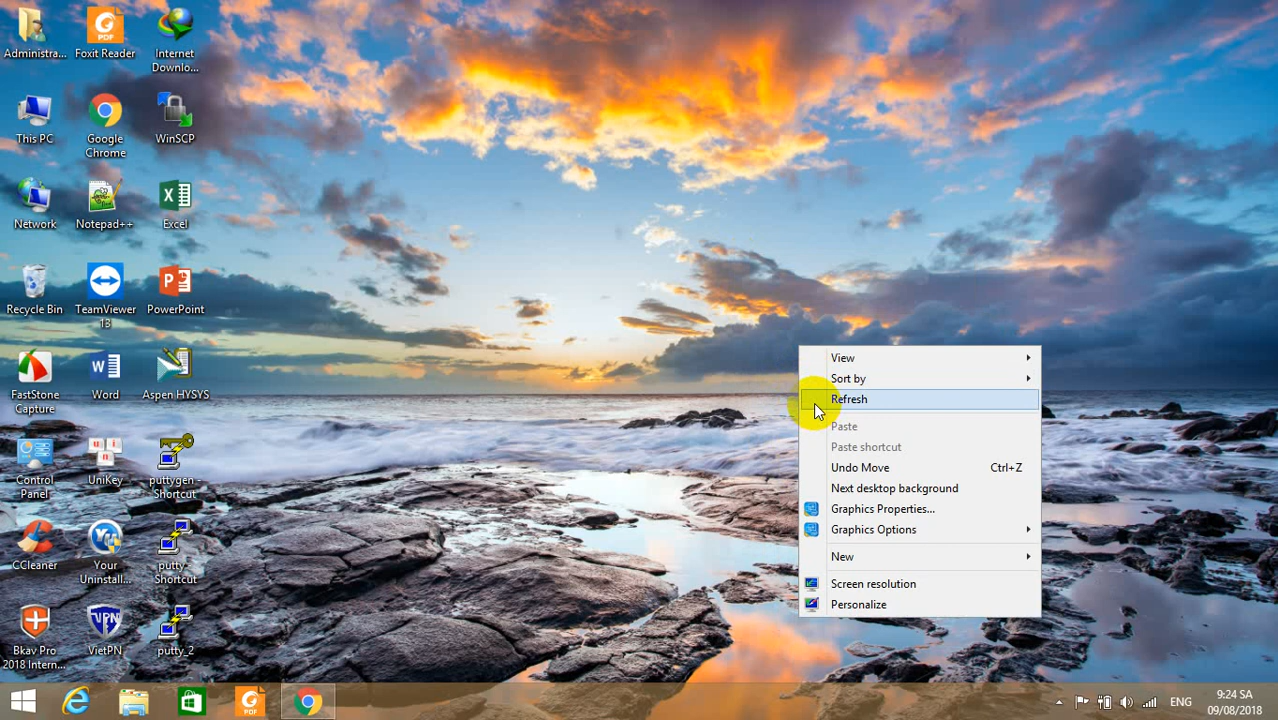 Administra...
Foxit Reader
Internet
Downlo...
This PC
Google
Chrome
WinSCP
Network
Notepad++
Excel
Recycle Bin
TeamViewer
13
PowerPoint
FastStone
Capture
Word
Aspen HYSYS
Control
Panel
UniKey
puttygen -
Shortcut
CCleaner
Your
Uninstall...
putty -
Shortcut
Bkav Pro
2018 Intern...
VietPN
putty_2
View
Sort by
Refresh
Paste
Paste shortcut
Undo Move Ctrl+Z
Next desktop background
Graphics Properties...
Graphics Options
New
Screen resolution
Personalize
ENG
9:24 SA
09/08/2018